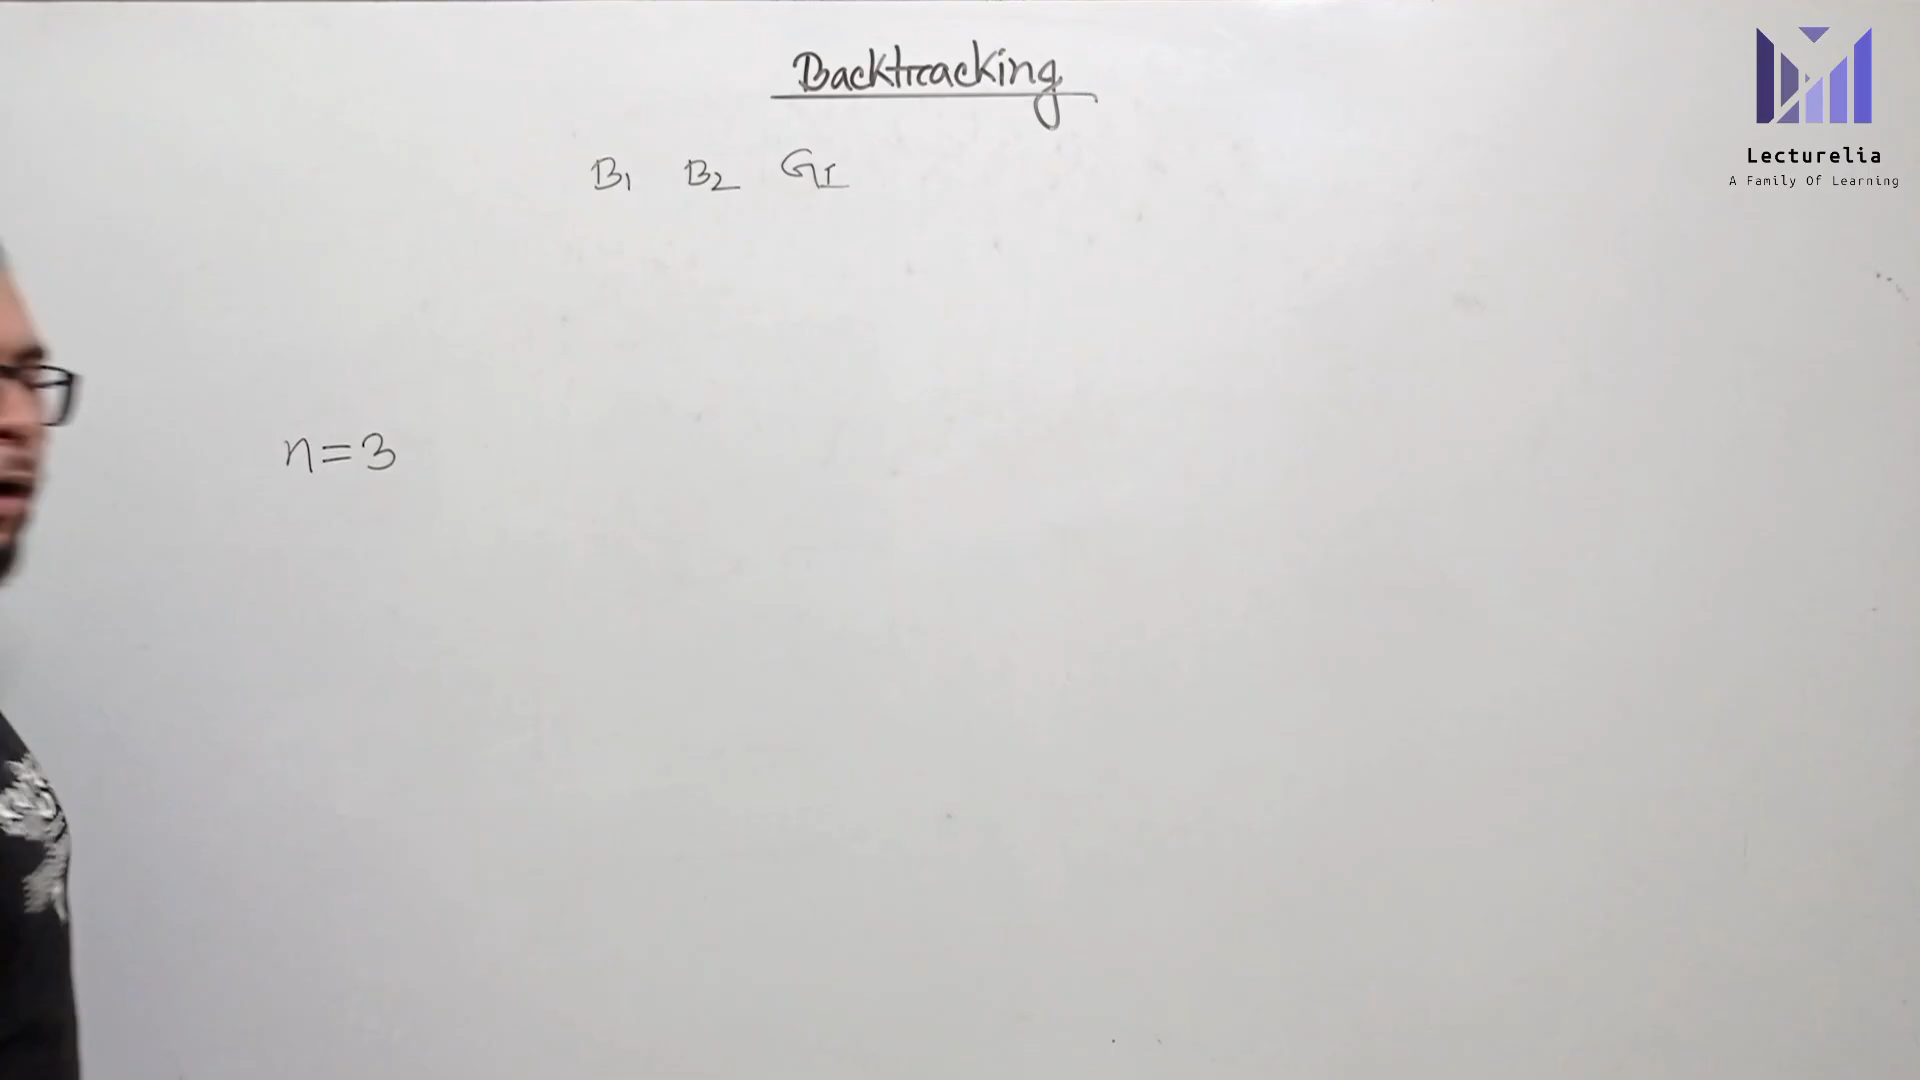 Backtracking
B1 B2 G1
n=3
Lecturelia
A Family Of Learning